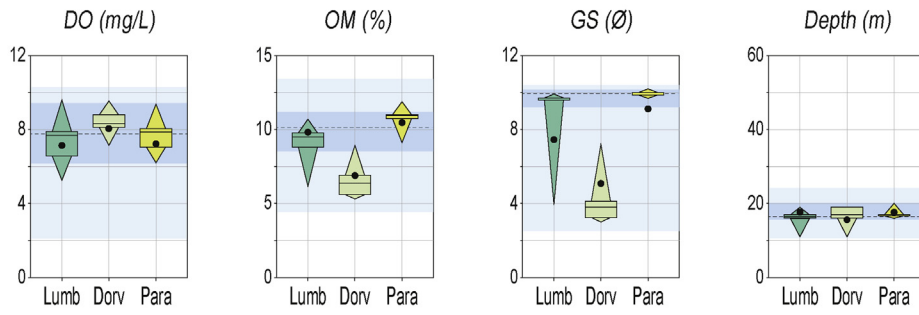 DO (mg/L)
12
8
4
0
Lumb Dorv Para
OM (%)
15
10
5
0
Lumb Dorv Para
GS (Ø)
12
8
4
0
Lumb Dorv Para
Depth (m)
60
40
20
0
Lumb Dorv Para